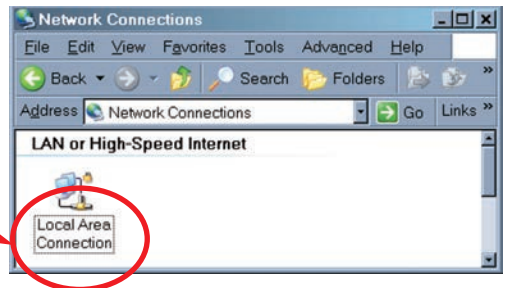 Network Connections
File Edit View Favorites Tools Advanced Help
Back Search Folders »
Address Network Connections Go Links »
LAN or High-Speed Internet
Local Area
Connection